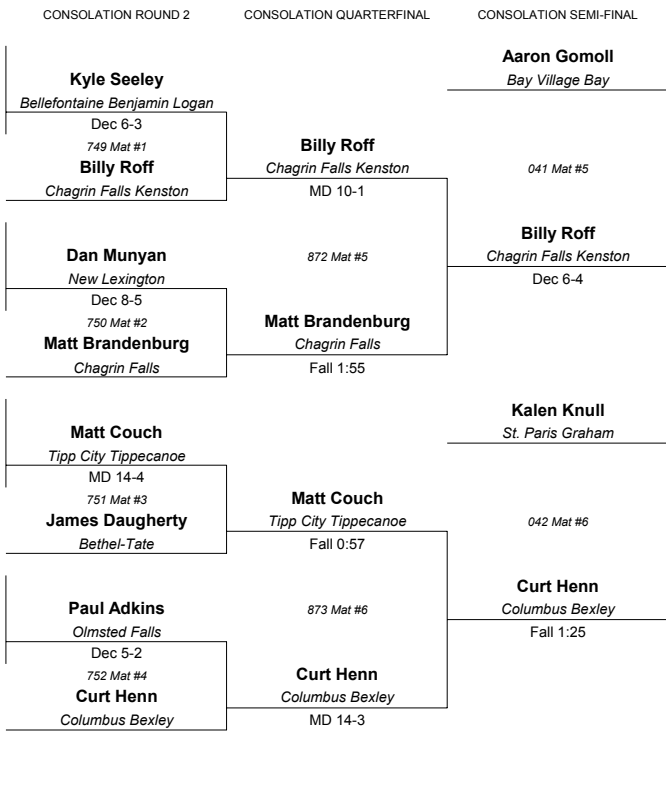 CONSOLATION ROUND 2
CONSOLATION QUARTERFINAL
CONSOLATION SEMI-FINAL
Kyle Seeley
Bellefontaine Benjamin Logan
Dec 6-3
749 Mat #1
Billy Roff
Chagrin Falls Kenston
Dan Munyan
New Lexington
Dec 8-5
750 Mat #2
Matt Brandenburg
Chagrin Falls
Matt Couch
Tipp City Tippecanoe
MD 14-4
751 Mat #3
James Daugherty
Bethel-Tate
Paul Adkins
Olmsted Falls
Dec 5-2
752 Mat #4
Curt Henn
Columbus Bexley
Billy Roff
Chagrin Falls Kenston
MD 10-1
872 Mat #5
Matt Brandenburg
Chagrin Falls
Fall 1:55
Matt Couch
Tipp City Tippecanoe
Fall 0:57
873 Mat #6
Curt Henn
Columbus Bexley
MD 14-3
Aaron Gomoll
Bay Village Bay
041 Mat #5
Billy Roff
Chagrin Falls Kenston
Dec 6-4
Kalen Knull
St. Paris Graham
042 Mat #6
Curt Henn
Columbus Bexley
Fall 1:25